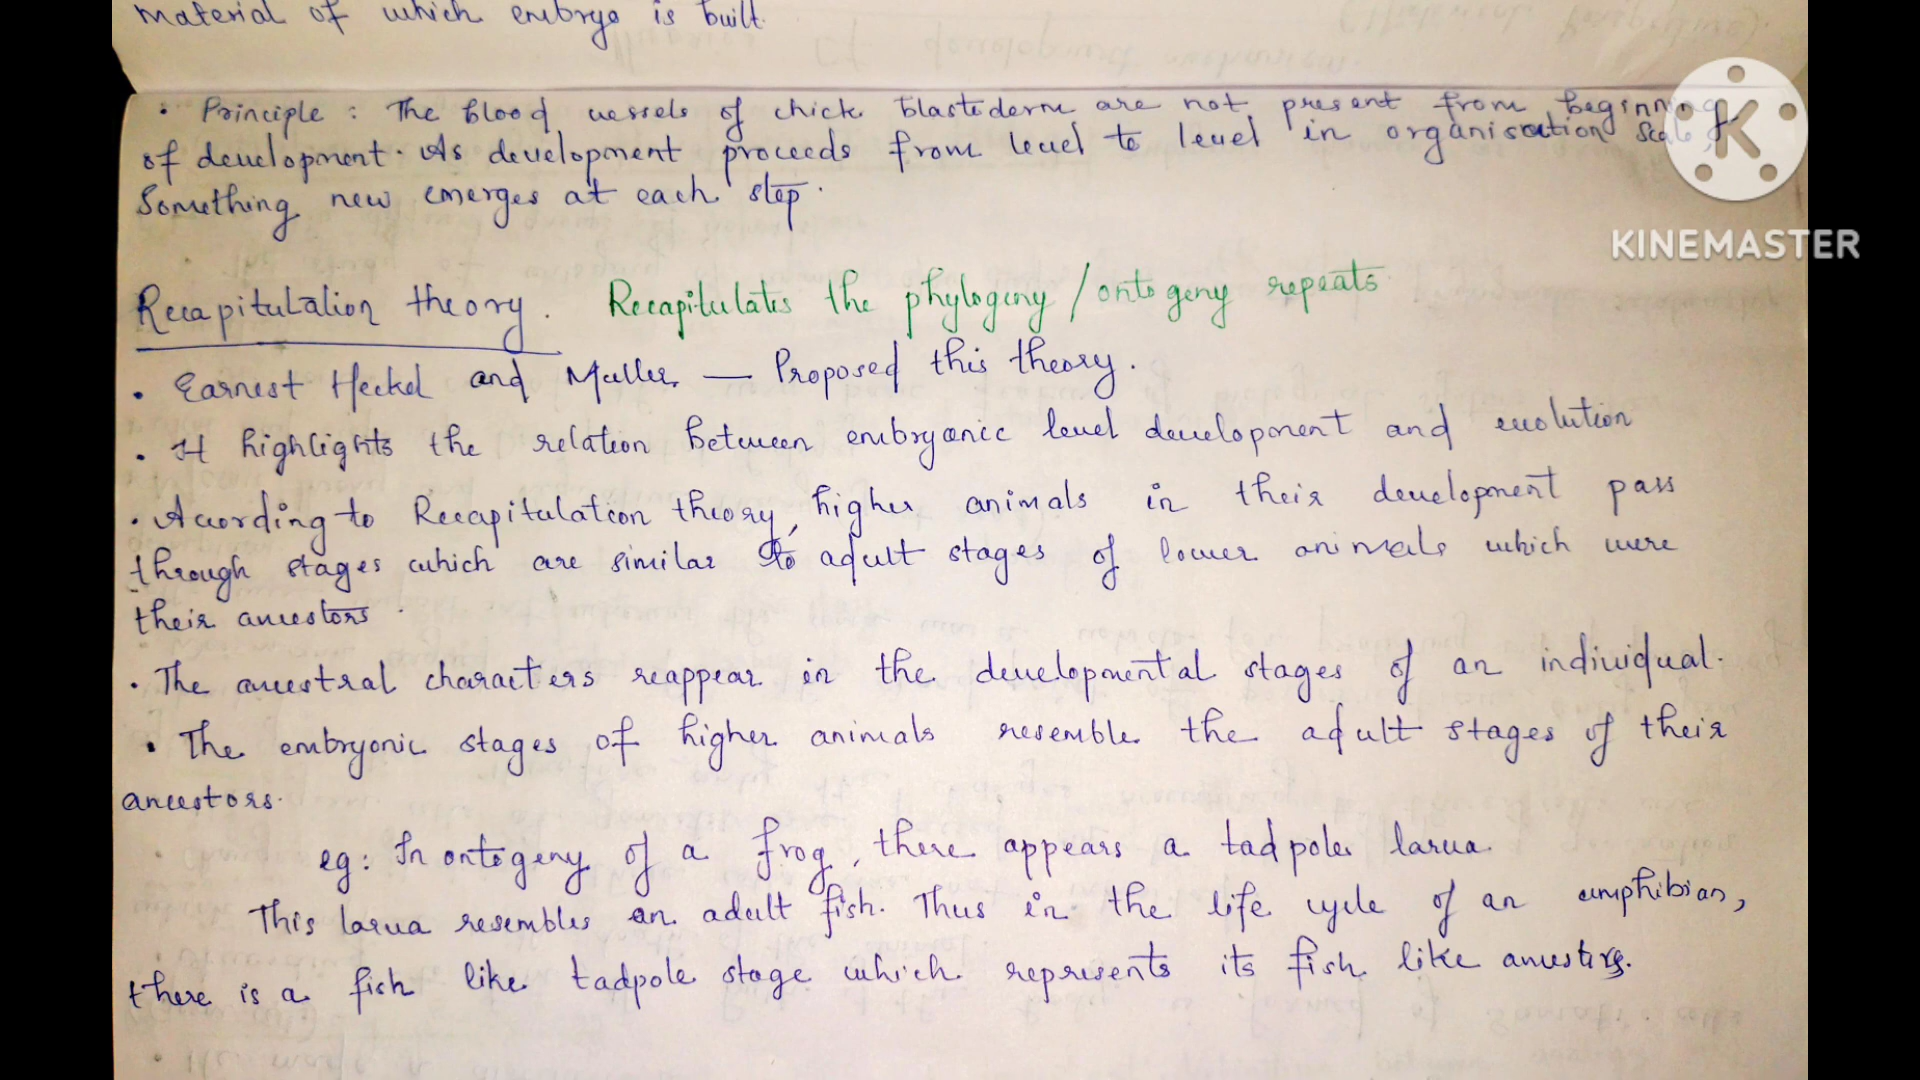 material of which embryo is built.
• Principle : The blood vessels of chick blastoderm are not present from beginning
of development. As development proceeds from level to level in organisation scale,
Something new emerges at each step.
Recapitulation theory. Recapitulates the phylogeny / ontogeny repeats
• Earnest Heckel and Muller — Proposed this theory.
• It highlights the relation between embryonic level development and evolution
• According to Recapitulation theory, higher animals in their development pass
through stages which are similar to adult stages of lower animals which were
their ancestors.
• The ancestral characters reappear in the developmental stages of an individual.
• The embryonic stages of higher animals resemble the adult stages of their
ancestors.
eg: In ontogeny of a frog, there appears a tadpole larva.
This larva resembles an adult fish. Thus in the life cycle of an amphibian,
there is a fish like tadpole stage which represents its fish like ancestors.
KINEMASTER